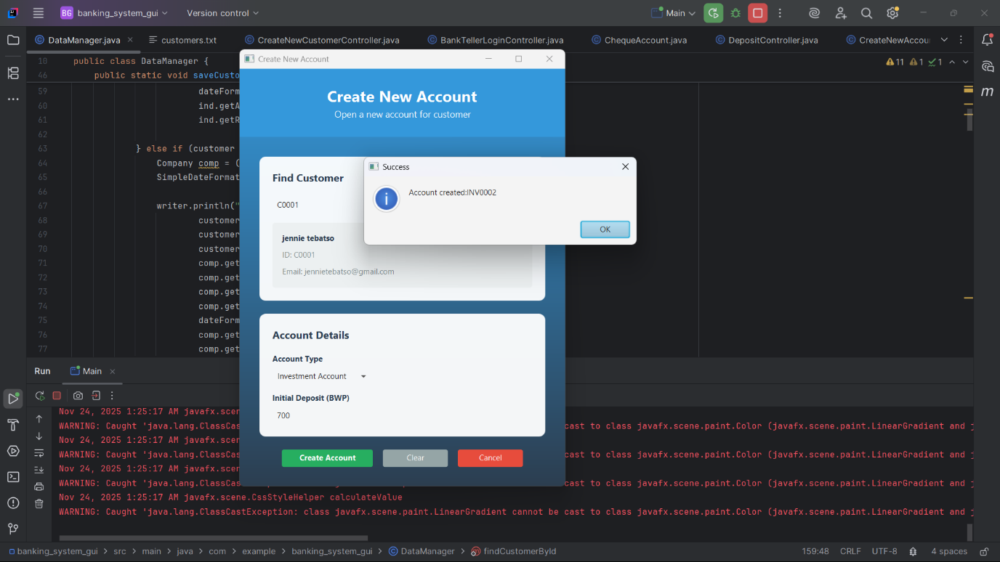 BG banking_system_gui Version control Main
DataManager.java customers.txt CreateNewCustomerController.java BankTellerLoginController.java ChequeAccount.java DepositController.java CreateNewAccou
Create New Account
18 public class DataManager { 11 1 1
46 public static void saveCusto
59 dateForm
60 ind.getA
61 ind.getR
62
63 } else if (customer
64 Company comp = (
65 SimpleDateFormat
66
67 writer.println("
68 customer
69 customer
70 customer
71 comp.get
72 comp.get
73 comp.get
74 comp.get
75 dateForm
76 comp.get
77 comp.get
Create New Account
Open a new account for customer
Find Customer
C0001
jennie tebatso
ID: C0001
Email: jennietebatso@gmail.com
Success
Account created:INV0002
OK
Account Details
Account Type
Investment Account
Initial Deposit (BWP)
700
Create Account Clear Cancel
Run Main
Nov 24, 2025 1:25:17 AM javafx.scen
WARNING: Caught 'java.lang.ClassCas cast to class javafx.scene.paint.Color (javafx.scene.paint.LinearGradient and j
Nov 24, 2025 1:25:17 AM javafx.scen
WARNING: Caught 'java.lang.ClassCas cast to class javafx.scene.paint.Color (javafx.scene.paint.LinearGradient and j
Nov 24, 2025 1:25:17 AM javafx.scen
WARNING: Caught 'java.lang.ClassCas cast to class javafx.scene.paint.Color (javafx.scene.paint.LinearGradient and j
Nov 24, 2025 1:25:17 AM javafx.scene.CssStyleHelper calculateValue
WARNING: Caught 'java.lang.ClassCastException: class javafx.scene.paint.LinearGradient cannot be cast to class javafx.scene.paint.Color (javafx.scene.paint.LinearGradient and j
banking_system_gui > src > main > java > com > example > banking_system_gui > DataManager > findCustomerById 159:48 CRLF UTF-8 4 spaces